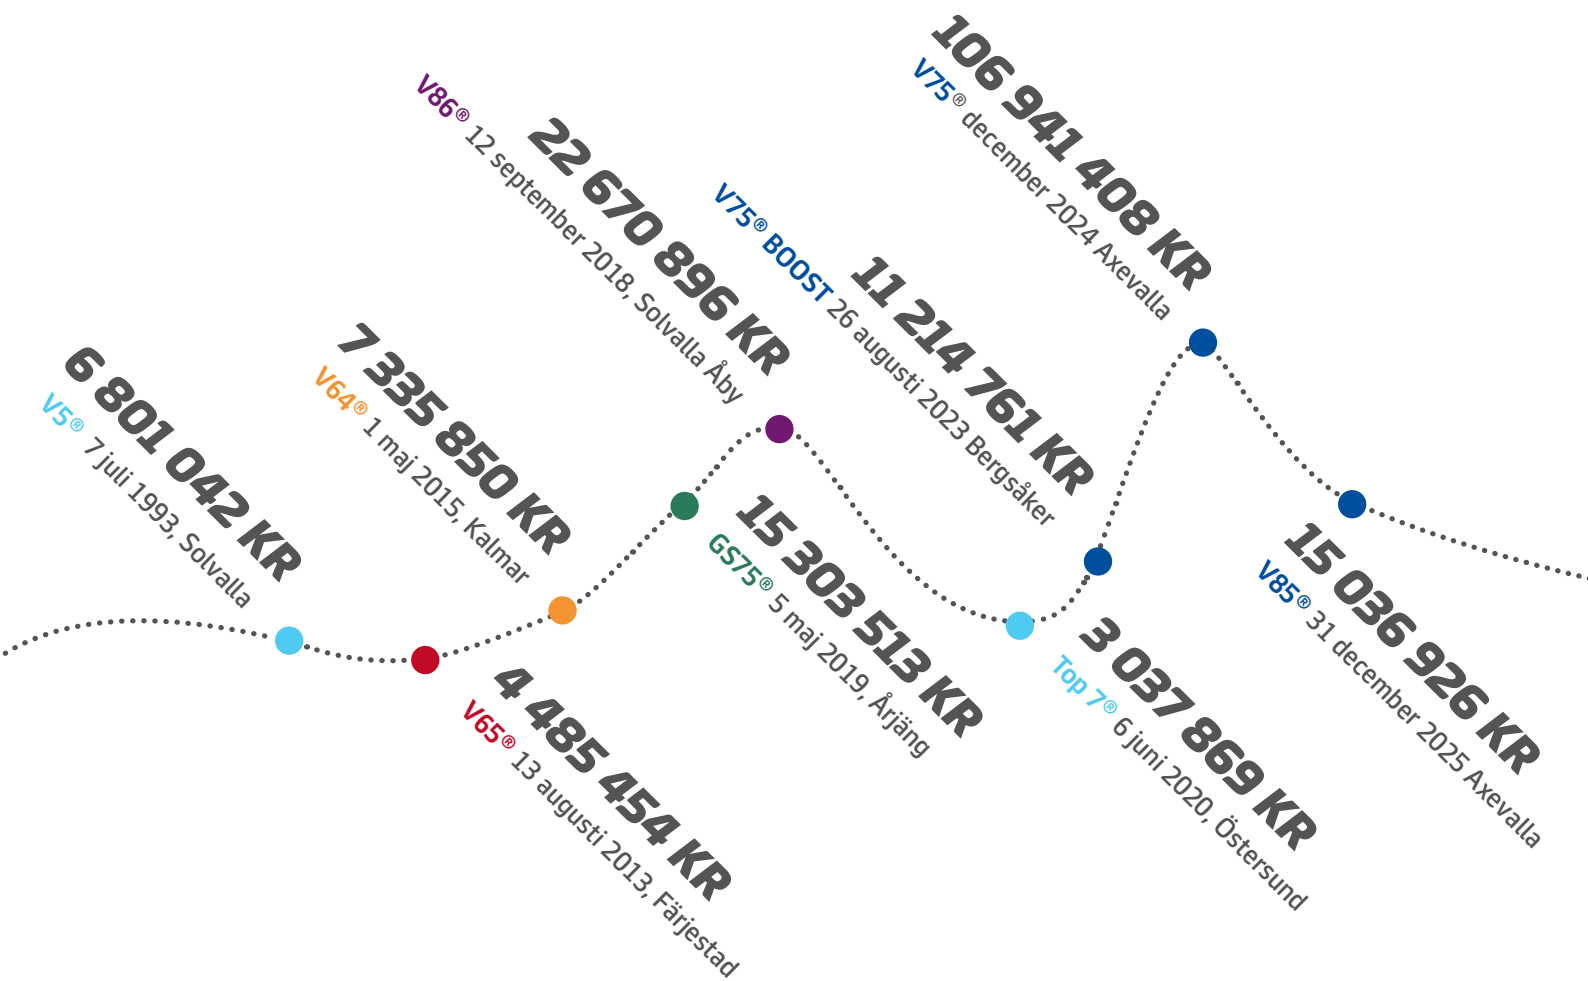 6 801 042 KR
V5® 7 juli 1993, Solvalla
4 485 454 KR
V65® 13 augusti 2013, Färjestad
7 335 850 KR
V64® 1 maj 2015, Kalmar
15 303 513 KR
GS75® 5 maj 2019, Årjäng
22 670 896 KR
V86® 12 september 2018, Solvalla Åby
3 037 869 KR
Top 7® 6 juni 2020, Östersund
11 214 761 KR
V75® BOOST 26 augusti 2023 Bergsåker
106 941 408 KR
V75® december 2024 Axevalla
15 036 926 KR
V85® 31 december 2025 Axevalla